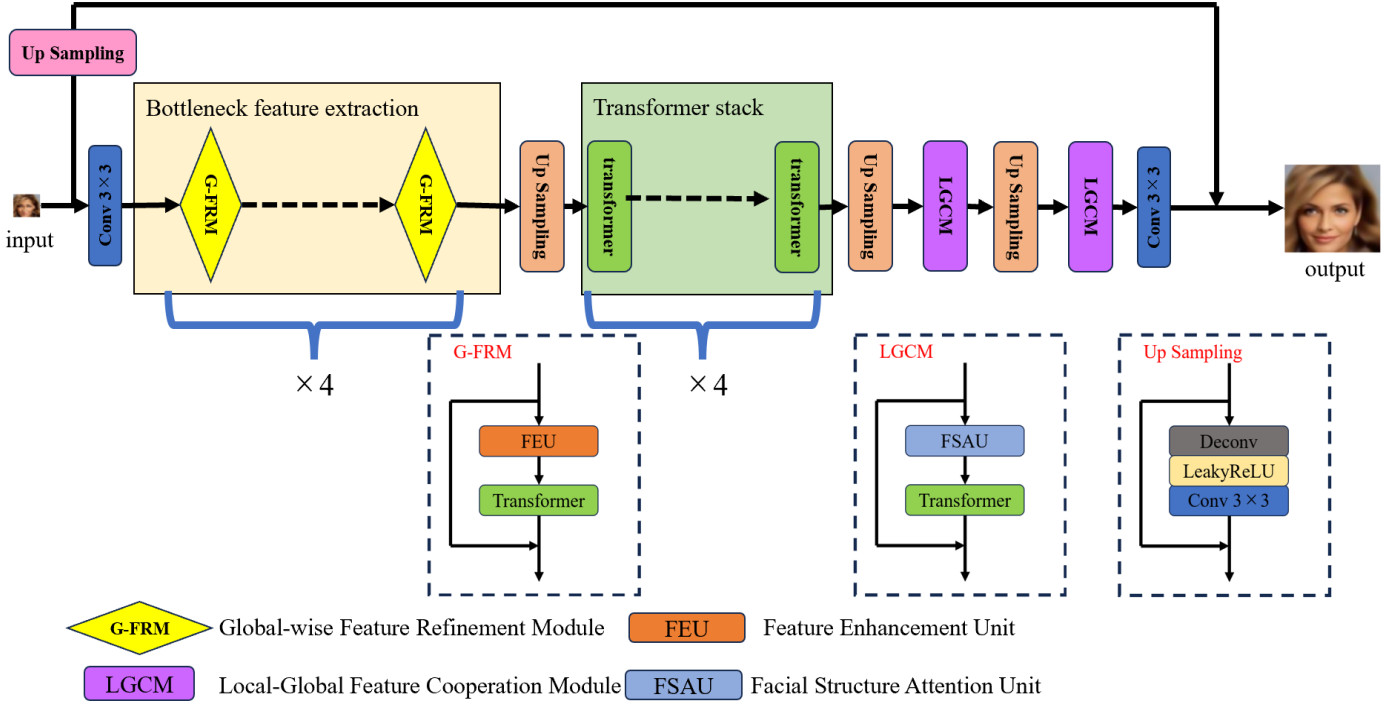 Up Sampling
Bottleneck feature extraction
Transformer stack
input
Conv 3×3
G-FRM
G-FRM
Up Sampling
transformer
transformer
Up Sampling
LGCM
Up Sampling
LGCM
Conv 3×3
output
×4
×4
G-FRM
FEU
Transformer
LGCM
FSAU
Transformer
Up Sampling
Deconv
LeakyReLU
Conv 3×3
G-FRM Global-wise Feature Refinement Module FEU Feature Enhancement Unit
LGCM Local-Global Feature Cooperation Module FSAU Facial Structure Attention Unit